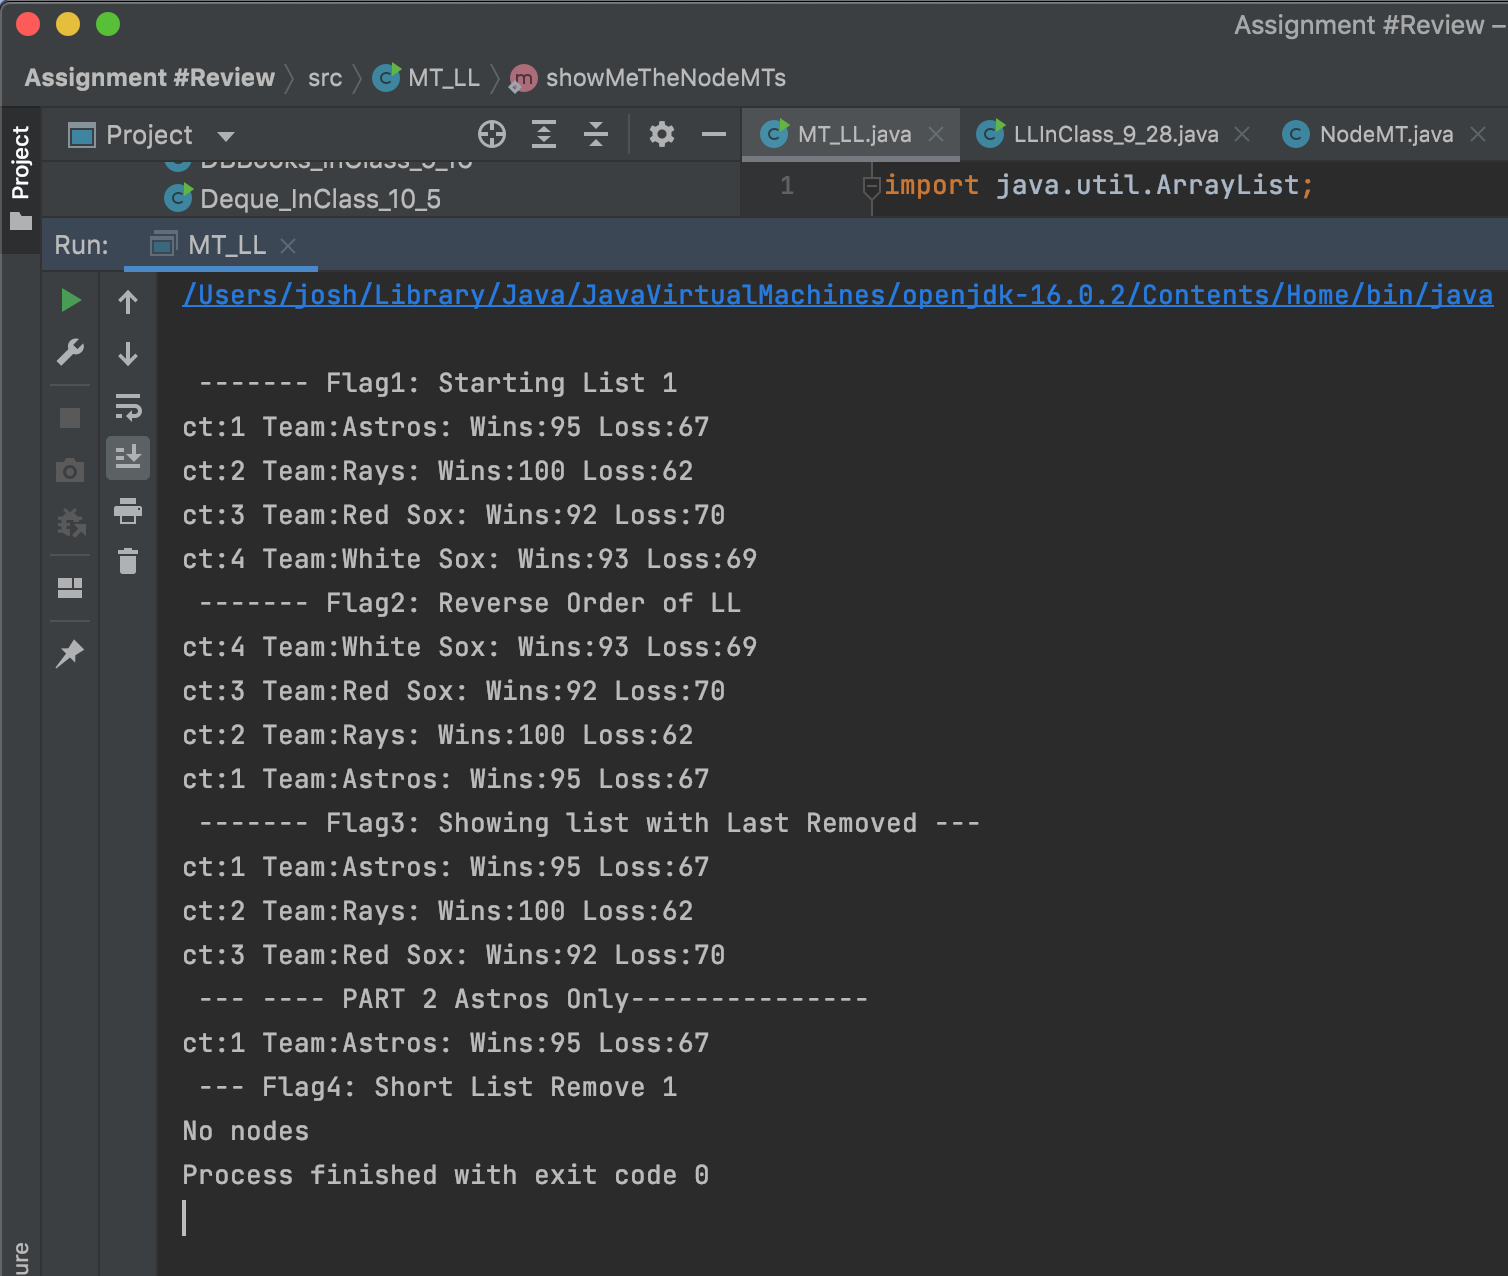 Assignment #Review –
Assignment #Review src MT_LL showMeTheNodeMTs
Project
Project
MT_LL.java LLInClass_9_28.java NodeMT.java
Deque_InClass_10_5
1 import java.util.ArrayList;
Run: MT_LL
/Users/josh/Library/Java/JavaVirtualMachines/openjdk-16.0.2/Contents/Home/bin/java
------- Flag1: Starting List 1
ct:1 Team:Astros: Wins:95 Loss:67
ct:2 Team:Rays: Wins:100 Loss:62
ct:3 Team:Red Sox: Wins:92 Loss:70
ct:4 Team:White Sox: Wins:93 Loss:69
------- Flag2: Reverse Order of LL
ct:4 Team:White Sox: Wins:93 Loss:69
ct:3 Team:Red Sox: Wins:92 Loss:70
ct:2 Team:Rays: Wins:100 Loss:62
ct:1 Team:Astros: Wins:95 Loss:67
------- Flag3: Showing list with Last Removed ---
ct:1 Team:Astros: Wins:95 Loss:67
ct:2 Team:Rays: Wins:100 Loss:62
ct:3 Team:Red Sox: Wins:92 Loss:70
--- ---- PART 2 Astros Only---------------
ct:1 Team:Astros: Wins:95 Loss:67
--- Flag4: Short List Remove 1
No nodes
Process finished with exit code 0
ure